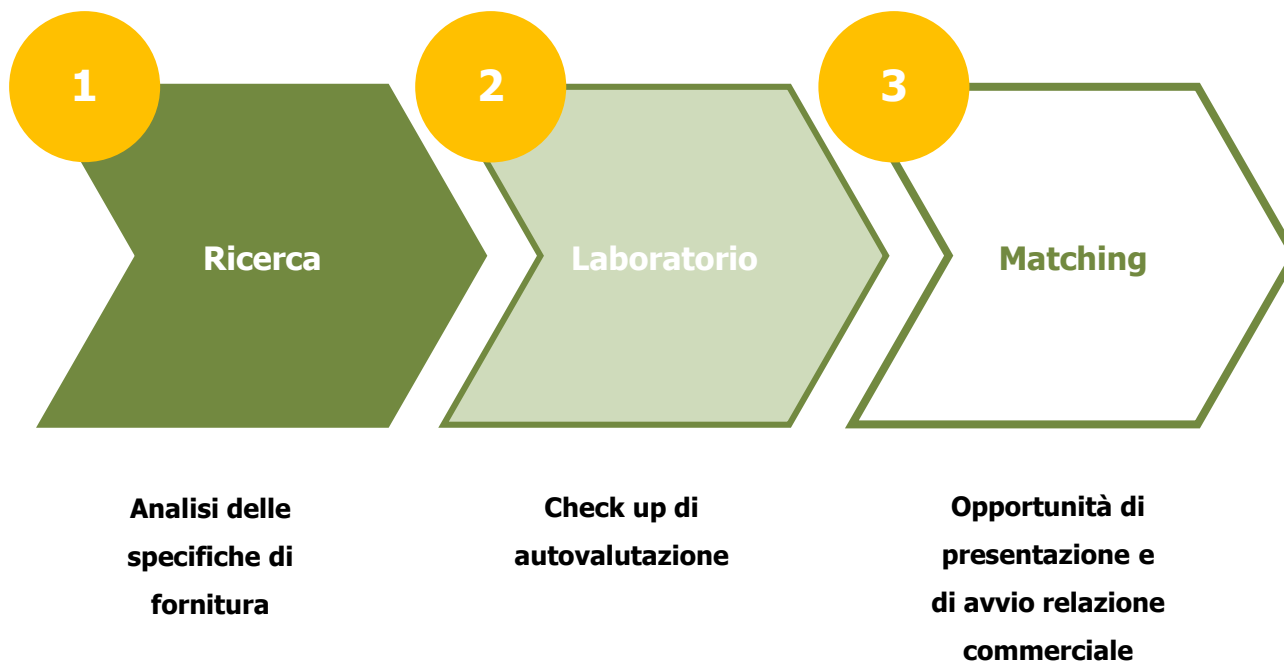 1
Ricerca
Analisi delle
specifiche di
fornitura
2
Laboratorio
Check up di
autovalutazione
3
Matching
Opportunità di
presentazione e
di avvio relazione
commerciale